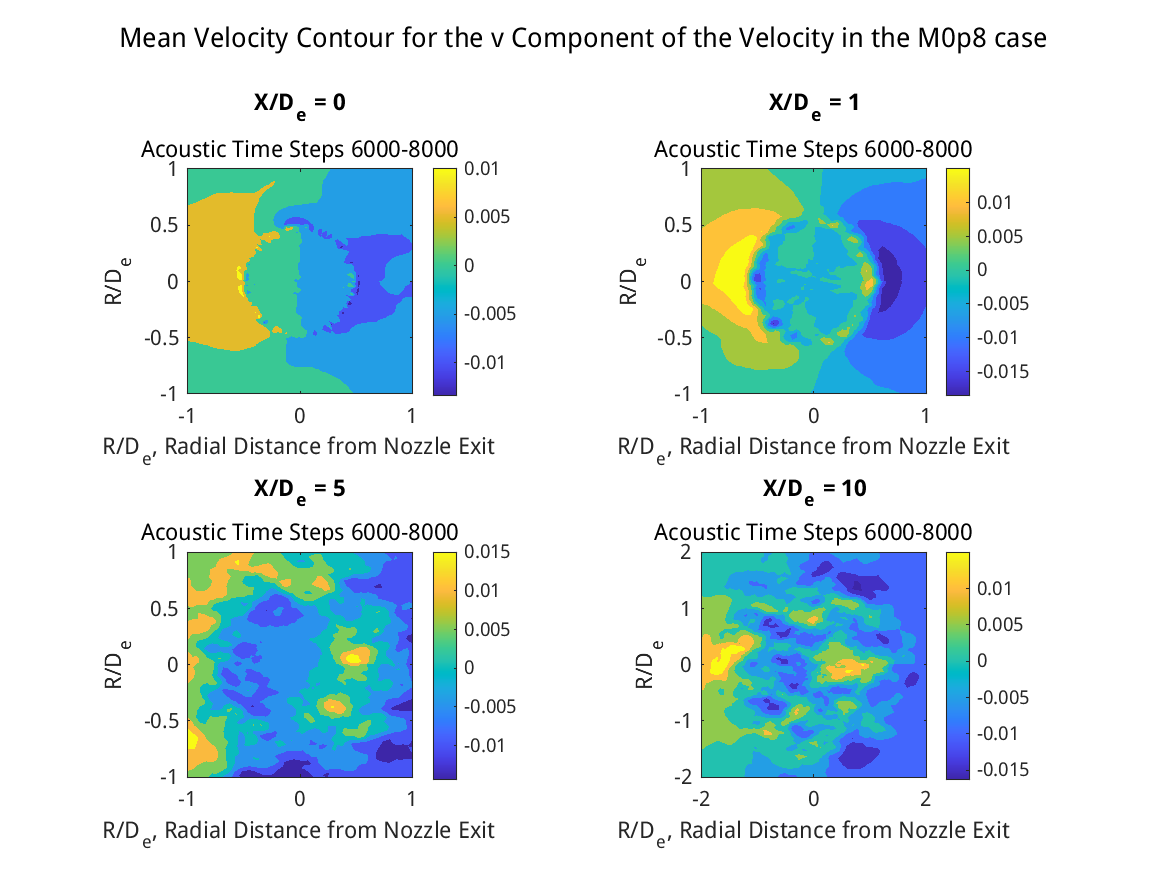 Mean Velocity Contour for the v Component of the Velocity in the M0p8 case
X/De = 0
Acoustic Time Steps 6000-8000
1
0.5
0
-0.5
-1
R/De
-1 0 1
R/De, Radial Distance from Nozzle Exit
0.01
0.005
0
-0.005
-0.01
X/De = 1
Acoustic Time Steps 6000-8000
1
0.5
0
-0.5
-1
R/De
-1 0 1
R/De, Radial Distance from Nozzle Exit
0.01
0.005
0
-0.005
-0.01
-0.015
X/De = 5
Acoustic Time Steps 6000-8000
1
0.5
0
-0.5
-1
R/De
-1 0 1
R/De, Radial Distance from Nozzle Exit
0.015
0.01
0.005
0
-0.005
-0.01
X/De = 10
Acoustic Time Steps 6000-8000
2
1
0
-1
-2
R/De
-2 0 2
R/De, Radial Distance from Nozzle Exit
0.01
0.005
0
-0.005
-0.01
-0.015